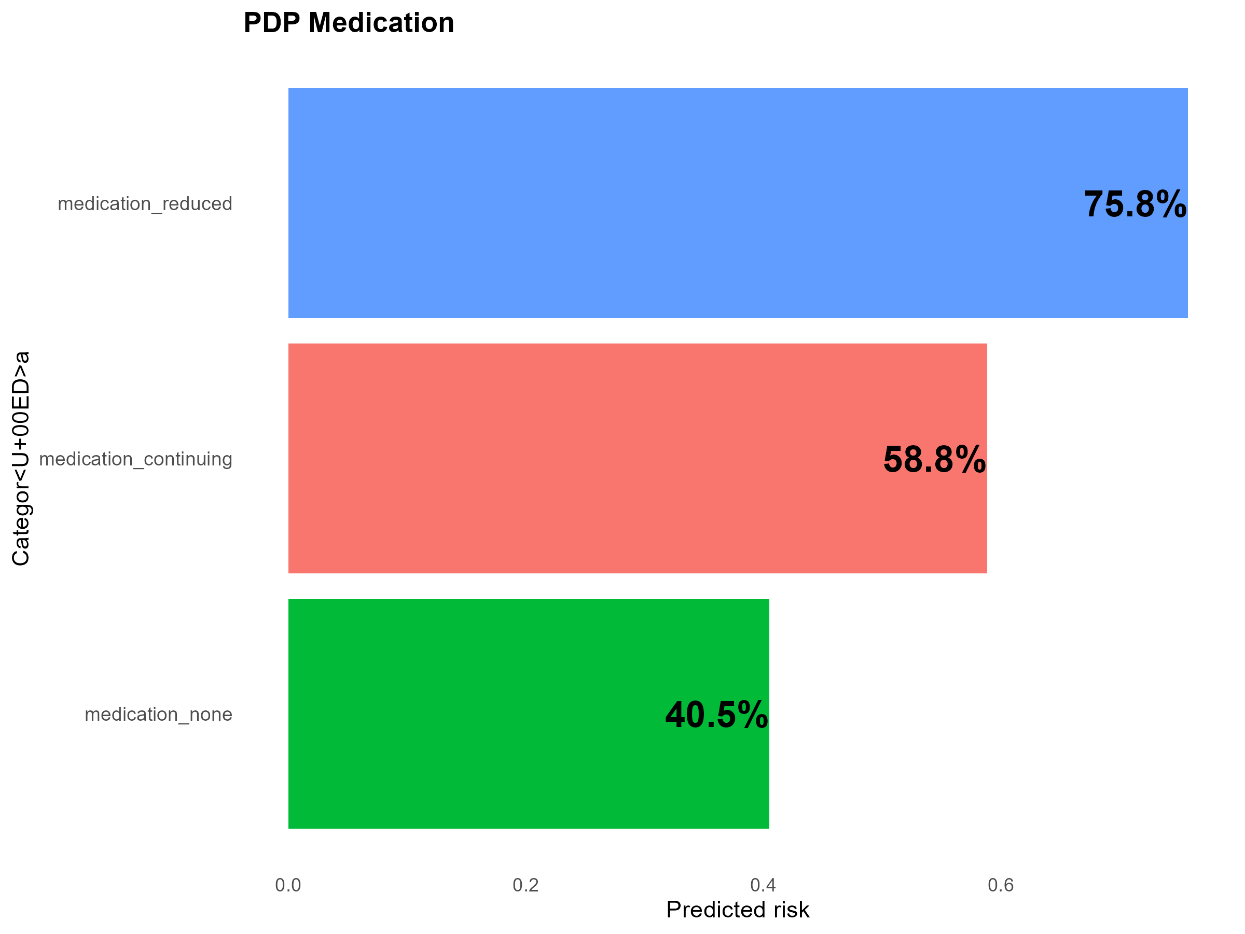 PDP Medication
medication_reduced
75.8%
Categor<U+00ED>a
medication_continuing
58.8%
medication_none
40.5%
0.0 0.2 0.4 0.6
Predicted risk